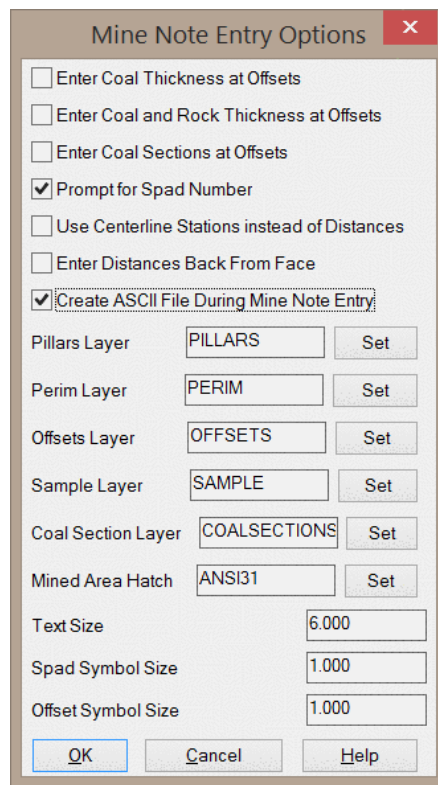 Mine Note Entry Options
Enter Coal Thickness at Offsets
Enter Coal and Rock Thickness at Offsets
Enter Coal Sections at Offsets
Prompt for Spad Number
Use Centerline Stations instead of Distances
Enter Distances Back From Face
Create ASCII File During Mine Note Entry
Pillars Layer PILLARS Set
Perim Layer PERIM Set
Offsets Layer OFFSETS Set
Sample Layer SAMPLE Set
Coal Section Layer COALSECTIONS Set
Mined Area Hatch ANSI31 Set
Text Size 6.000
Spad Symbol Size 1.000
Offset Symbol Size 1.000
OK Cancel Help